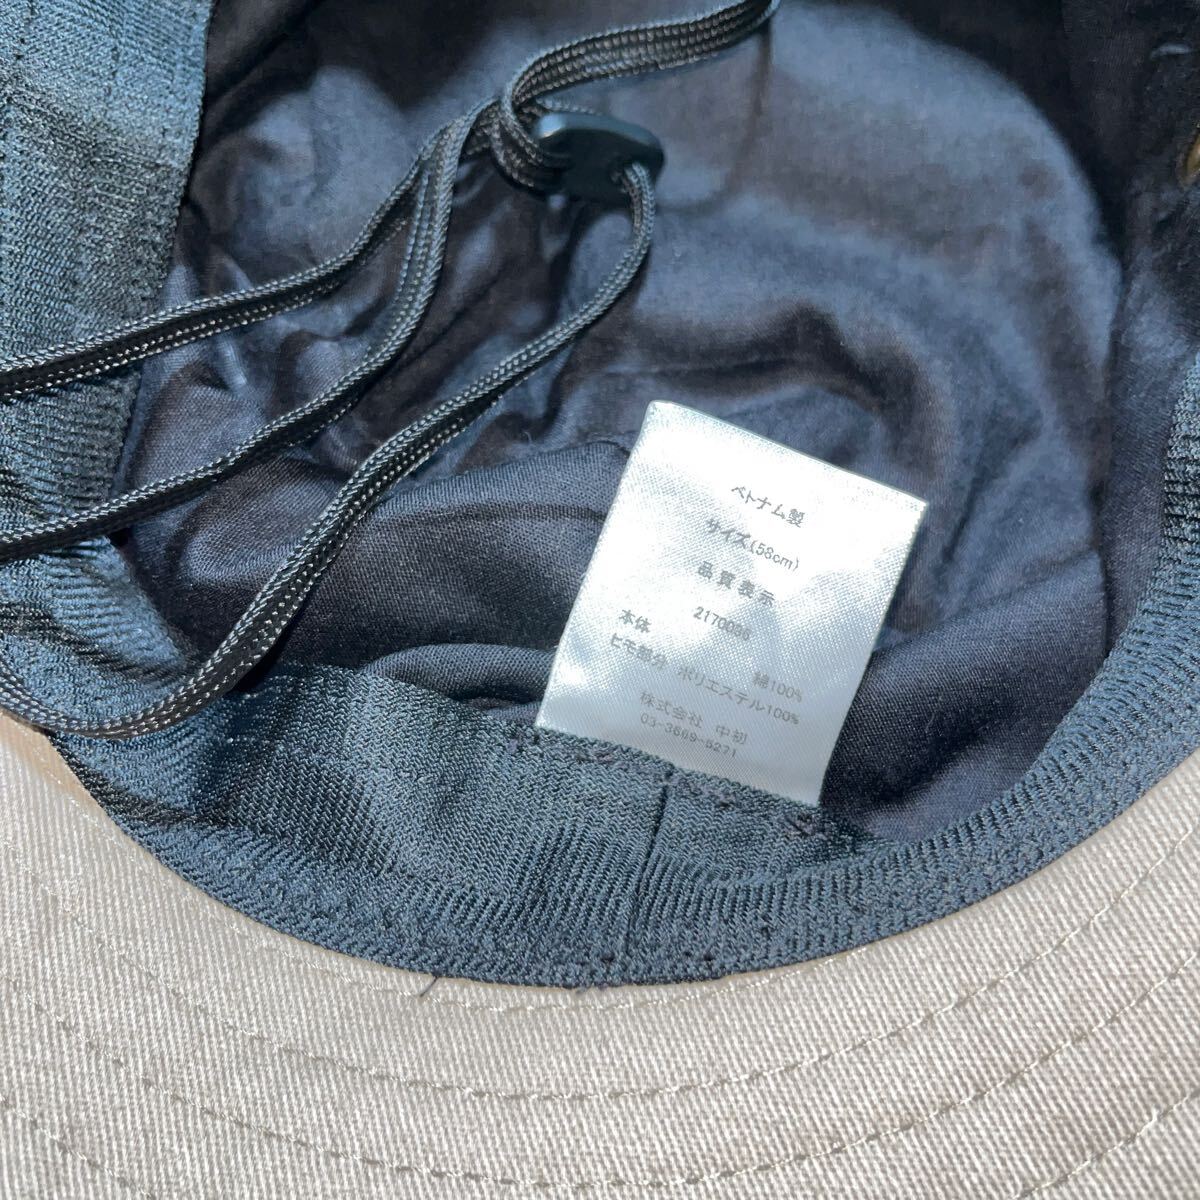 ベトナム製
サイズ(58cm)
品質表示
2170086
本体 綿100%
ヒモ部分 ポリエステル100%
株式会社 中初
03-3669-5271